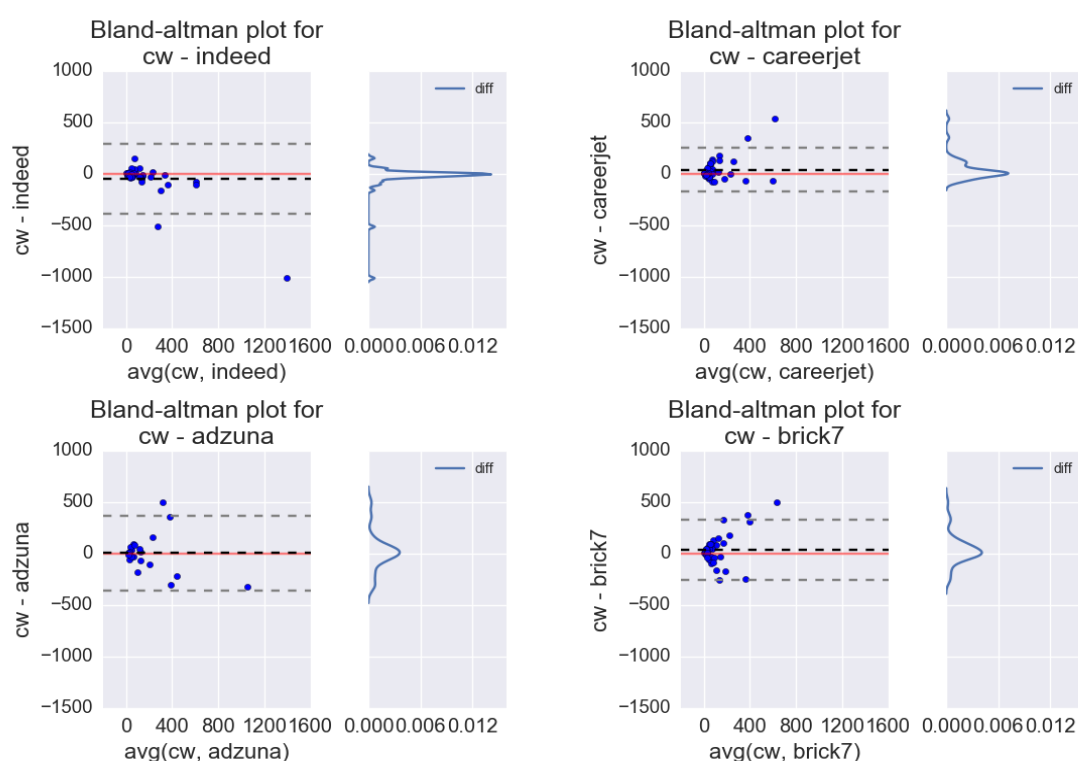 Bland-altman plot for
cw - indeed
1000
500
0
−500
−1000
−1500
cw - indeed
0 400 800 1200 1600
avg(cw, indeed)
diff
0.000 0.006 0.012
Bland-altman plot for
cw - careerjet
1000
500
0
−500
−1000
−1500
cw - careerjet
0 400 800 1200 1600
avg(cw, careerjet)
diff
0.000 0.006 0.012
Bland-altman plot for
cw - adzuna
1000
500
0
−500
−1000
−1500
cw - adzuna
0 400 800 1200 1600
avg(cw, adzuna)
diff
0.000 0.006 0.012
Bland-altman plot for
cw - brick7
1000
500
0
−500
−1000
−1500
cw - brick7
0 400 800 1200 1600
avg(cw, brick7)
diff
0.000 0.006 0.012